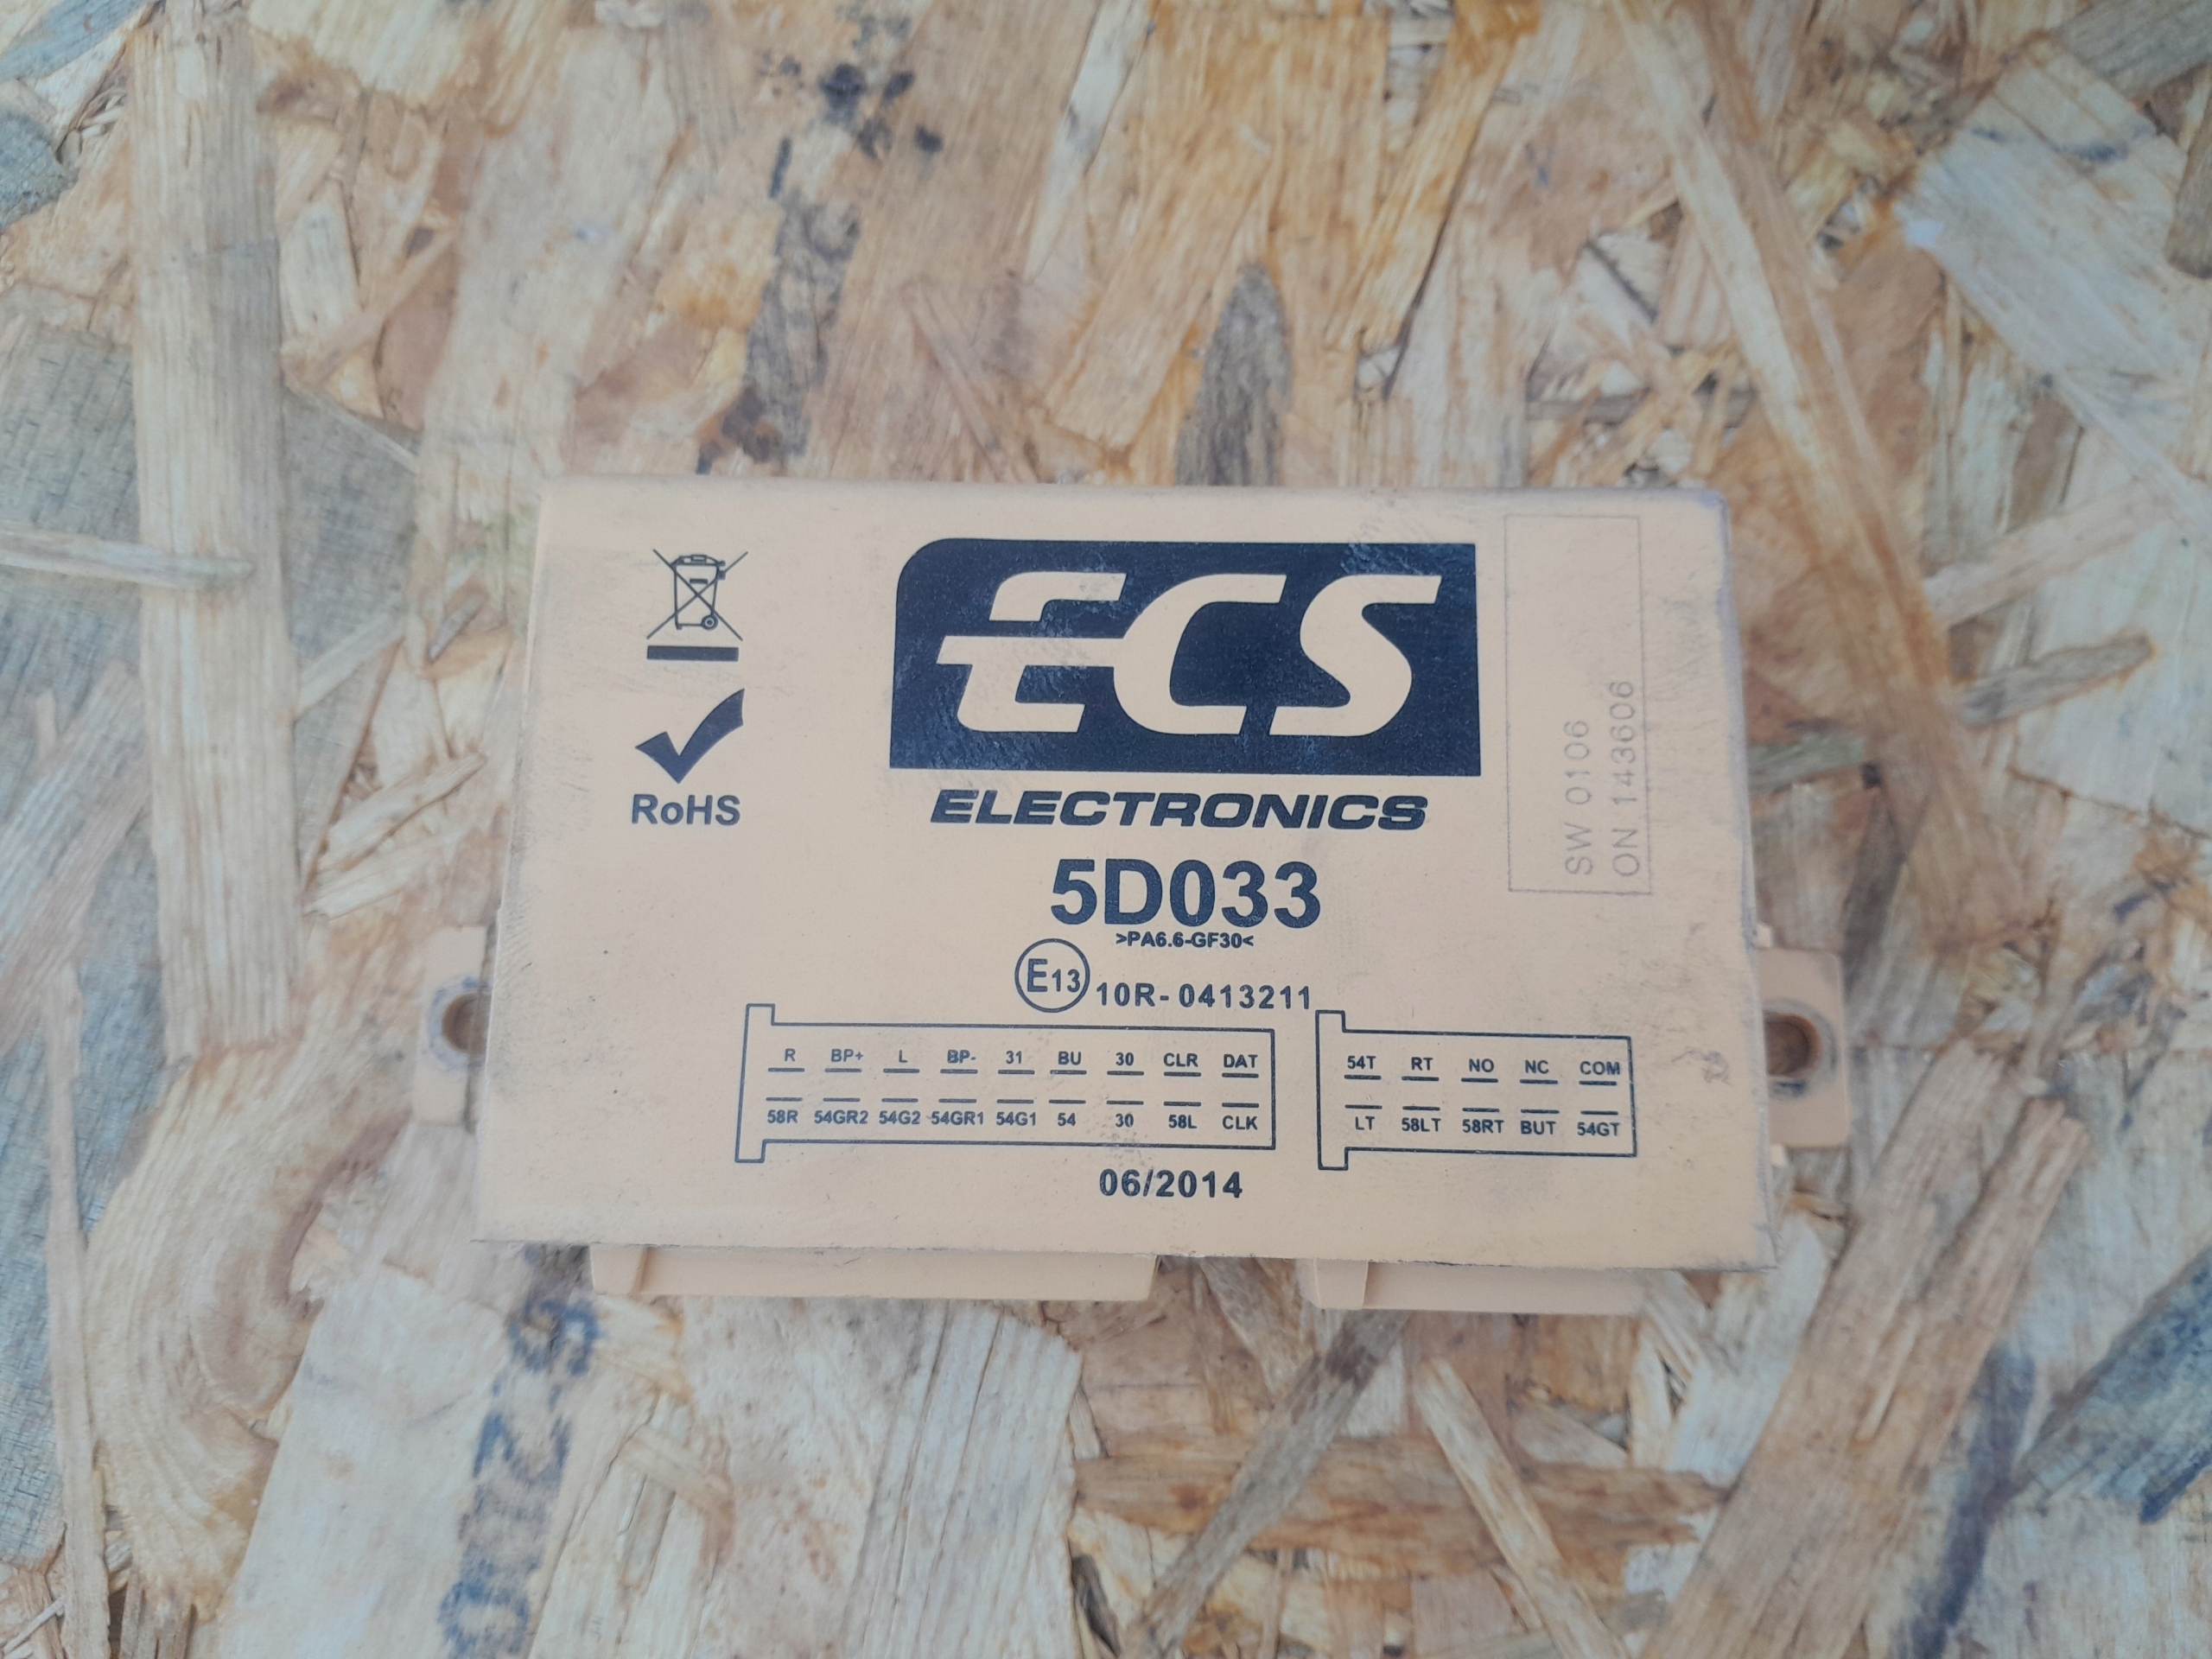 ECS
ELECTRONICS
RoHS
SW 0106
ON 143606
5D033
>PA6.6-GF30<
E13 10R-0413211
R BP+ L BP- 31 BU 30 CLR DAT
58R 54GR2 54G2 54GR1 54G1 54 30 58L CLK
54T RT NO NC COM
LT 58LT 58RT BUT 54GT
06/2014